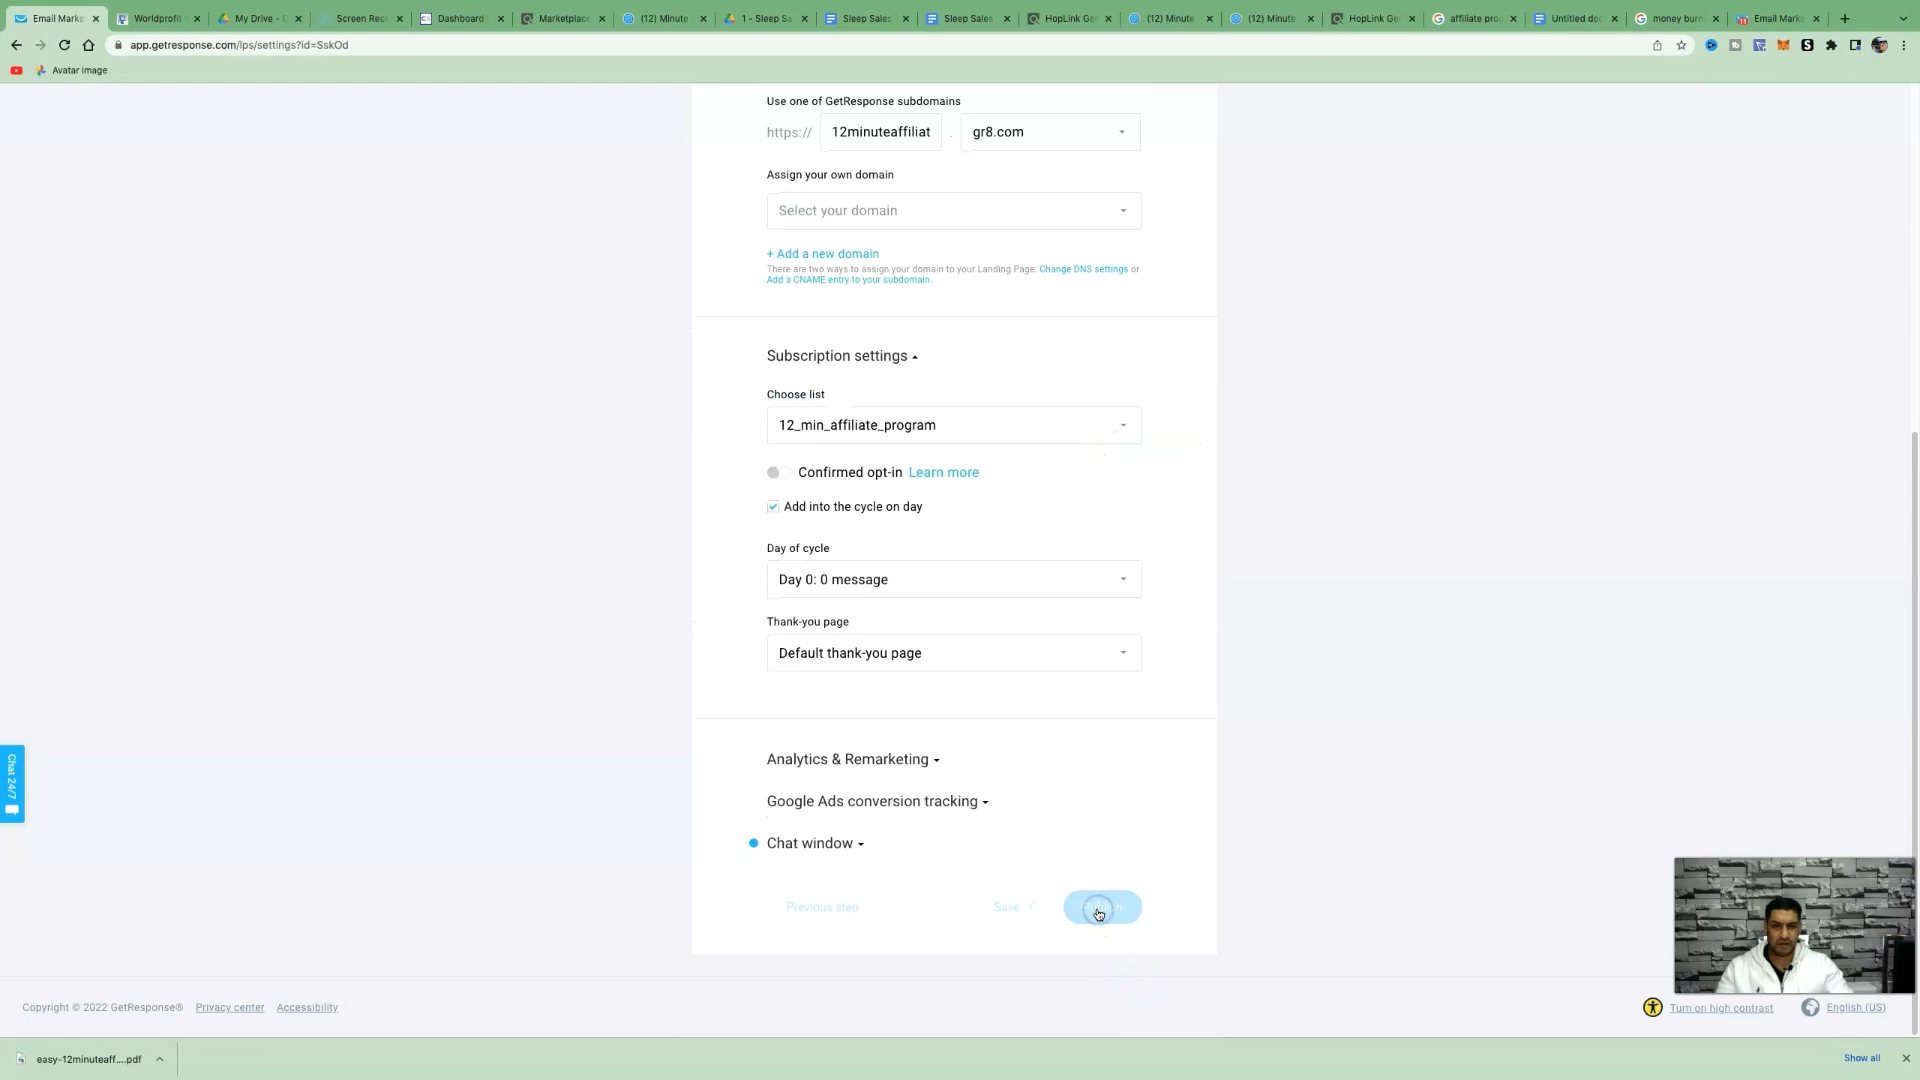 Email Marke
Worldprofit
My Drive - G
Screen Rec
Dashboard
Marketplace
(12) Minute
1 - Sleep Sa
Sleep Sales
Sleep Sales
HopLink Ge
(12) Minute
(12) Minute
HopLink Ge
affiliate pro
Untitled do
money burn
Email Marke
app.getresponse.com/lps/settings?id=SskOd
Avatar image
Use one of GetResponse subdomains
https:// 12minuteaffiliat . gr8.com
Assign your own domain
Select your domain
+ Add a new domain
There are two ways to assign your domain to your Landing Page: Change DNS settings or
Add a CNAME entry to your subdomain.
Subscription settings
Choose list
12_min_affiliate_program
Confirmed opt-in Learn more
Add into the cycle on day
Day of cycle
Day 0: 0 message
Thank-you page
Default thank-you page
Analytics & Remarketing
Google Ads conversion tracking
Chat window
Previous step
Save
Chat 24/7
Copyright © 2022 GetResponse® Privacy center Accessibility
Turn on high contrast
English (US)
easy-12minuteaff....pdf
Show all